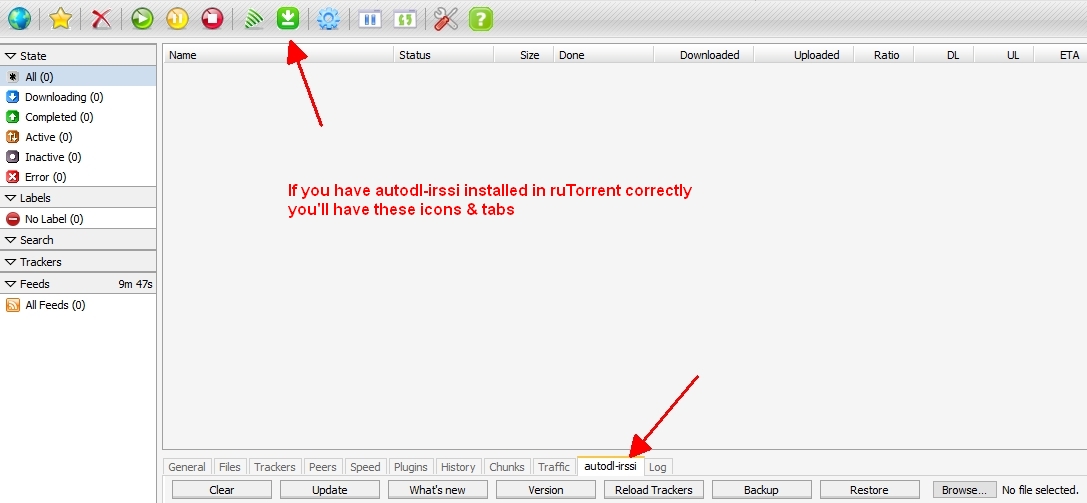 State
All (0)
Downloading (0)
Completed (0)
Active (0)
Inactive (0)
Error (0)
Labels
No Label (0)
Search
Trackers
Feeds 9m 47s
All Feeds (0)
Name Status Size Done Downloaded Uploaded Ratio DL UL ETA
If you have autodl-irssi installed in ruTorrent correctly
you'll have these icons & tabs
General Files Trackers Peers Speed Plugins History Chunks Traffic autodl-irssi Log
Clear Update What's new Version Reload Trackers Backup Restore Browse... No file selected.